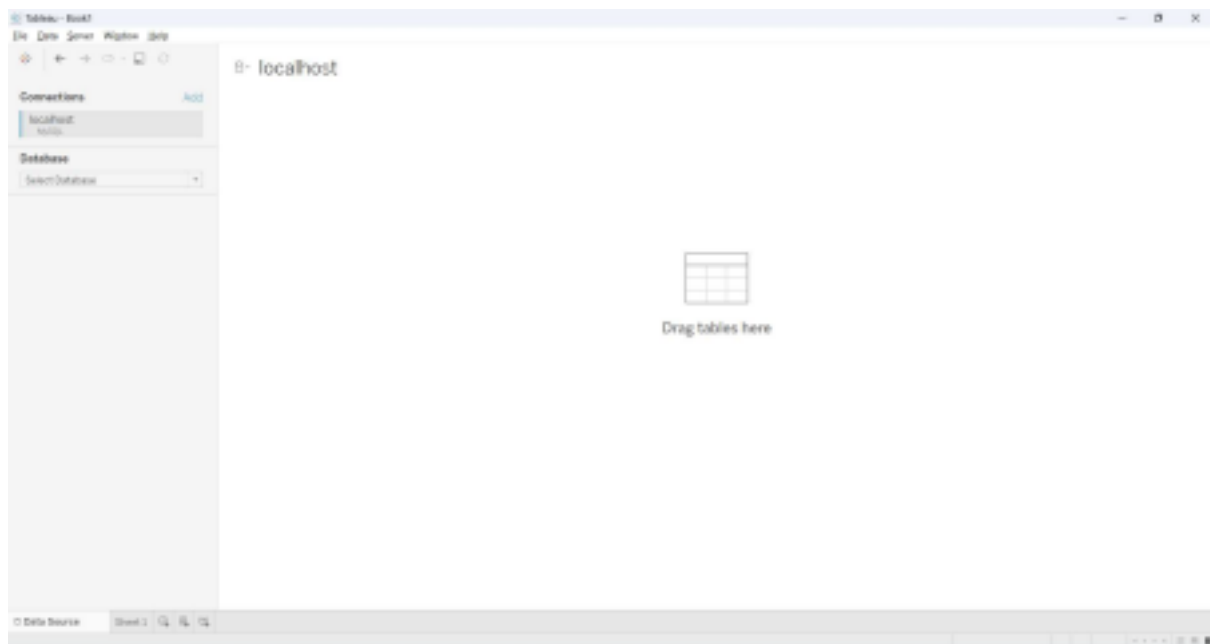 Tableau - Book1
File Data Server Window Help
localhost
Connections Add
localhost
MySQL
Database
Select Database
Drag tables here
Data Source Sheet 1